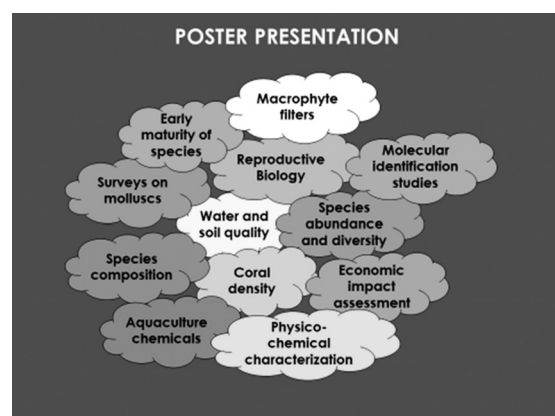 POSTER PRESENTATION
Macrophyte
filters
Early
maturity of
species
Reproductive
Biology
Molecular
identification
studies
Surveys on
molluscs
Water and
soil quality
Species
abundance
and diversity
Species
composition
Coral
density
Economic
impact
assessment
Aquaculture
chemicals
Physico-
chemical
characterization